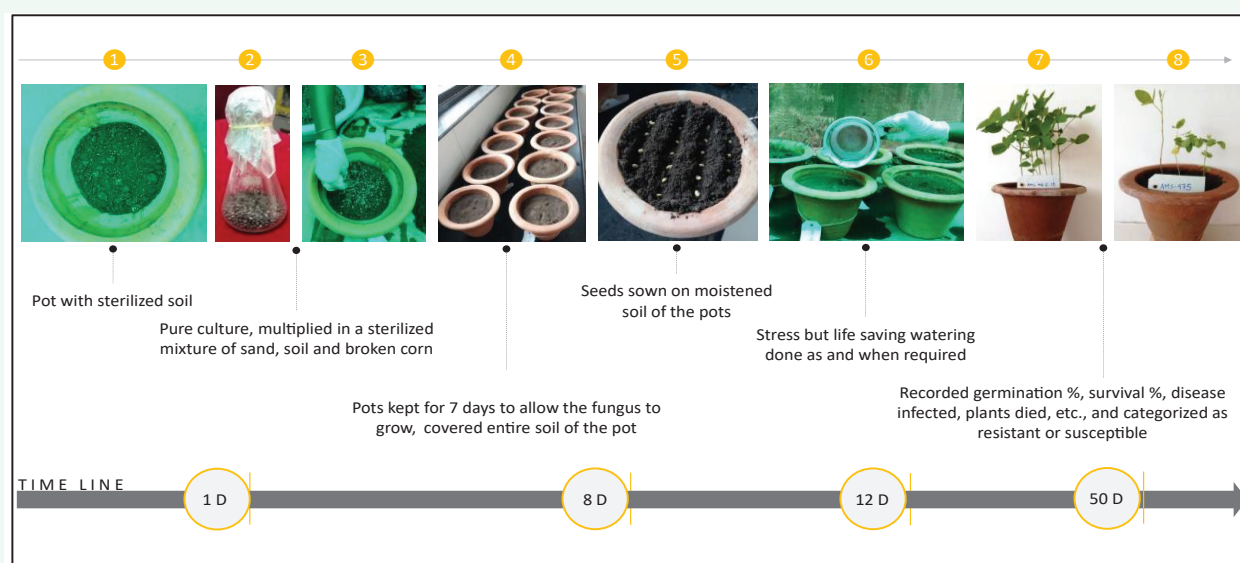 1
2
3
4
5
6
7
8
AMS-475
Pot with sterilized soil
Pure culture, multiplied in a sterilized
mixture of sand, soil and broken corn
Pots kept for 7 days to allow the fungus to
grow, covered entire soil of the pot
Seeds sown on moistened
soil of the pots
Stress but life saving watering
done as and when required
Recorded germination %, survival %, disease
infected, plants died, etc., and categorized as
resistant or susceptible
TIME LINE
1 D
8 D
12 D
50 D